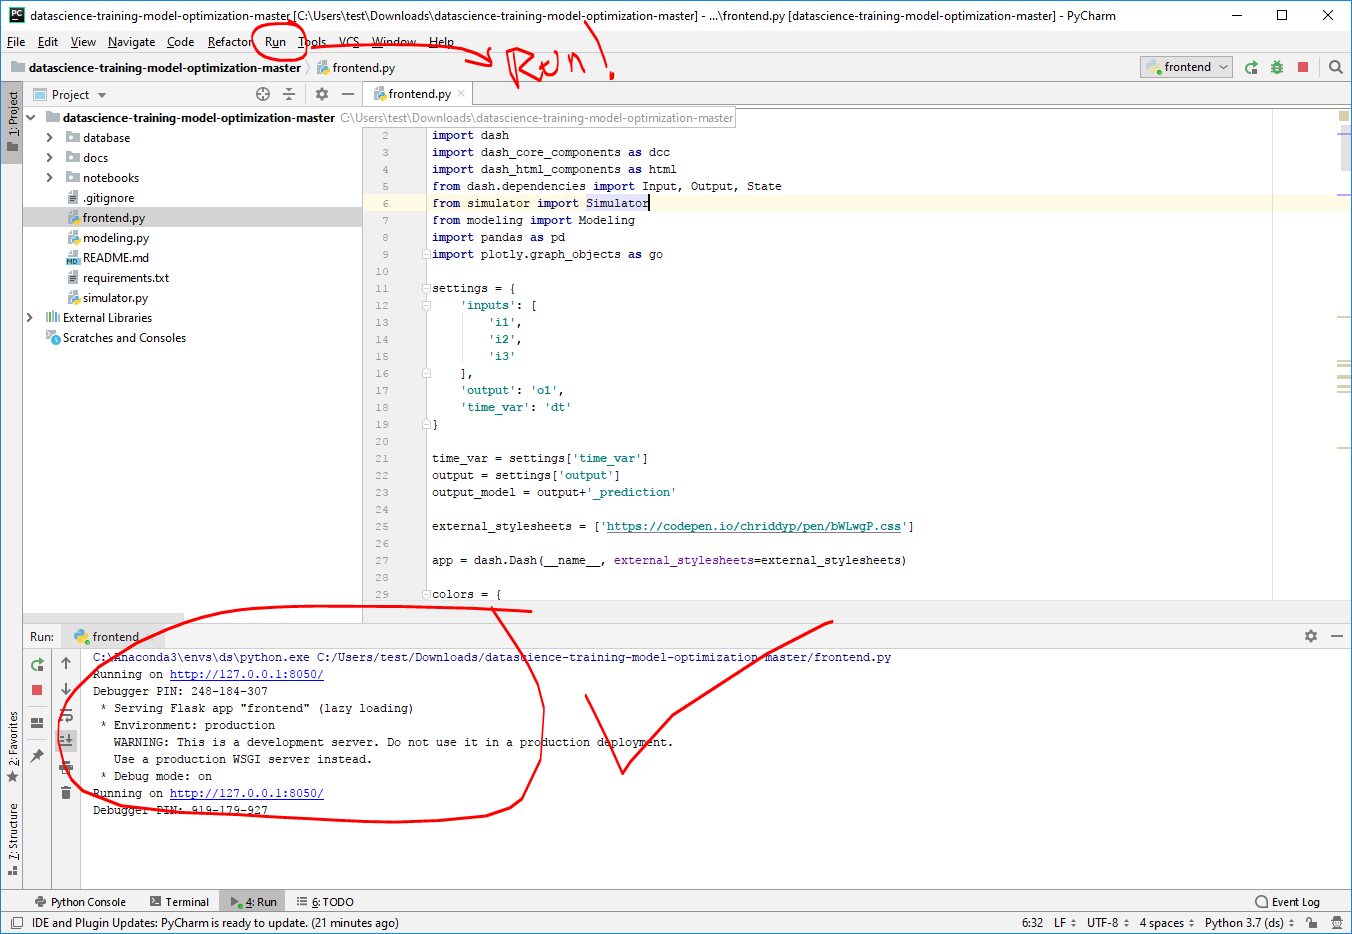 datascience-training-model-optimization-master [C:\Users\test\Downloads\datascience-training-model-optimization-master] - ...\frontend.py [datascience-training-model-optimization-master] - PyCharm
File Edit View Navigate Code Refactor Run Tools VCS Window Help
Run!
datascience-training-model-optimization-master frontend.py
frontend
1: Project
Project
frontend.py
datascience-training-model-optimization-master C:\Users\test\Downloads\datascience-training-model-optimization-master
database
docs
notebooks
.gitignore
frontend.py
modeling.py
README.md
requirements.txt
simulator.py
External Libraries
Scratches and Consoles
2 import dash
3 import dash_core_components as dcc
4 import dash_html_components as html
5 from dash.dependencies import Input, Output, State
6 from simulator import Simulator
7 from modeling import Modeling
8 import pandas as pd
9 import plotly.graph_objects as go
10
11 settings = {
12 'inputs': [
13 'i1',
14 'i2',
15 'i3'
16 ],
17 'output': 'o1',
18 'time_var': 'dt'
19 }
20
21 time_var = settings['time_var']
22 output = settings['output']
23 output_model = output+'_prediction'
24
25 external_stylesheets = ['https://codepen.io/chriddyp/pen/bWLwgP.css']
26
27 app = dash.Dash(__name__, external_stylesheets=external_stylesheets)
28
29 colors = {
Run: frontend
C:\Anaconda3\envs\ds\python.exe C:/Users/test/Downloads/datascience-training-model-optimization-master/frontend.py
Running on http://127.0.0.1:8050/
Debugger PIN: 248-184-307
* Serving Flask app "frontend" (lazy loading)
* Environment: production
WARNING: This is a development server. Do not use it in a production deployment.
Use a production WSGI server instead.
* Debug mode: on
Running on http://127.0.0.1:8050/
Debugger PIN: 919-179-927
2: Favorites
7: Structure
Python Console Terminal 4: Run 6: TODO Event Log
IDE and Plugin Updates: PyCharm is ready to update. (21 minutes ago) 6:32 LF UTF-8 4 spaces Python 3.7 (ds)